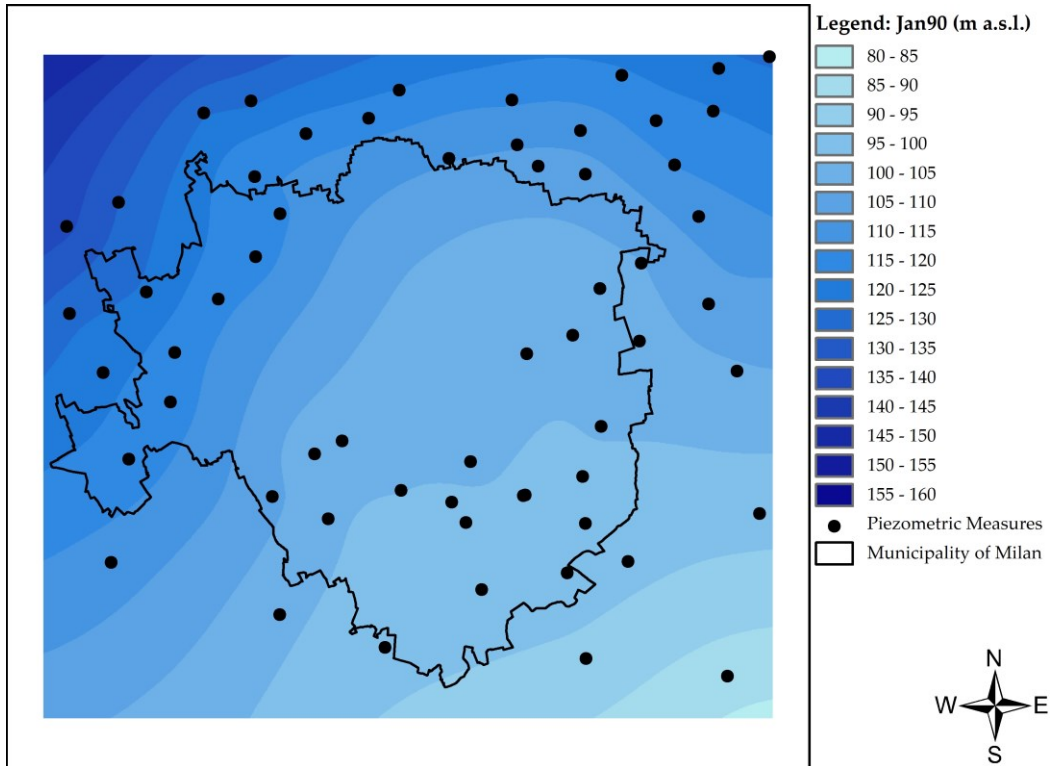 Legend: Jan90 (m a.s.l.)
80 - 85
85 - 90
90 - 95
95 - 100
100 - 105
105 - 110
110 - 115
115 - 120
120 - 125
125 - 130
130 - 135
135 - 140
140 - 145
145 - 150
150 - 155
155 - 160
Piezometric Measures
Municipality of Milan
N
W E
S